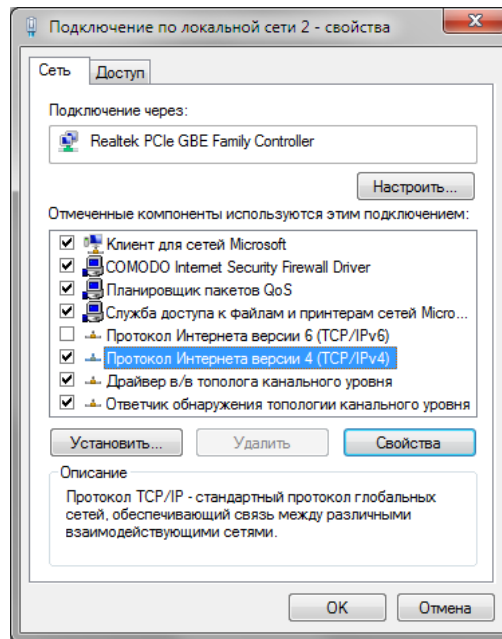 Подключение по локальной сети 2 - свойства
Сеть
Доступ
Подключение через:
Realtek PCIe GBE Family Controller
Настроить...
Отмеченные компоненты используются этим подключением:
Клиент для сетей Microsoft
COMODO Internet Security Firewall Driver
Планировщик пакетов QoS
Служба доступа к файлам и принтерам сетей Micro...
Протокол Интернета версии 6 (TCP/IPv6)
Протокол Интернета версии 4 (TCP/IPv4)
Драйвер в/в тополога канального уровня
Ответчик обнаружения топологии канального уровня
Установить...
Удалить
Свойства
Описание
Протокол TCP/IP - стандартный протокол глобальных
сетей, обеспечивающий связь между различными
взаимодействующими сетями.
OK
Отмена